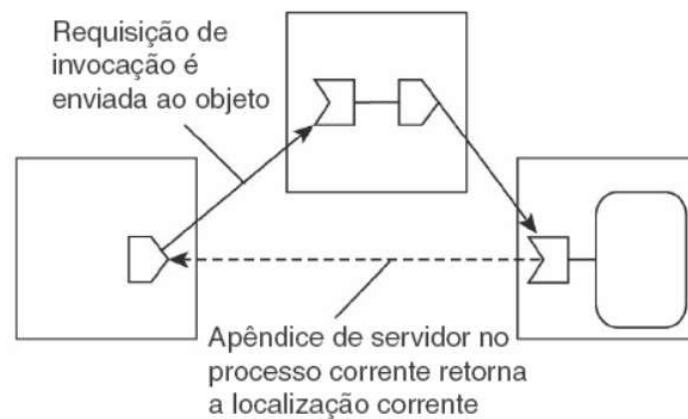 Requisição de
invocação é
enviada ao objeto
Apêndice de servidor no
processo corrente retorna
a localização corrente